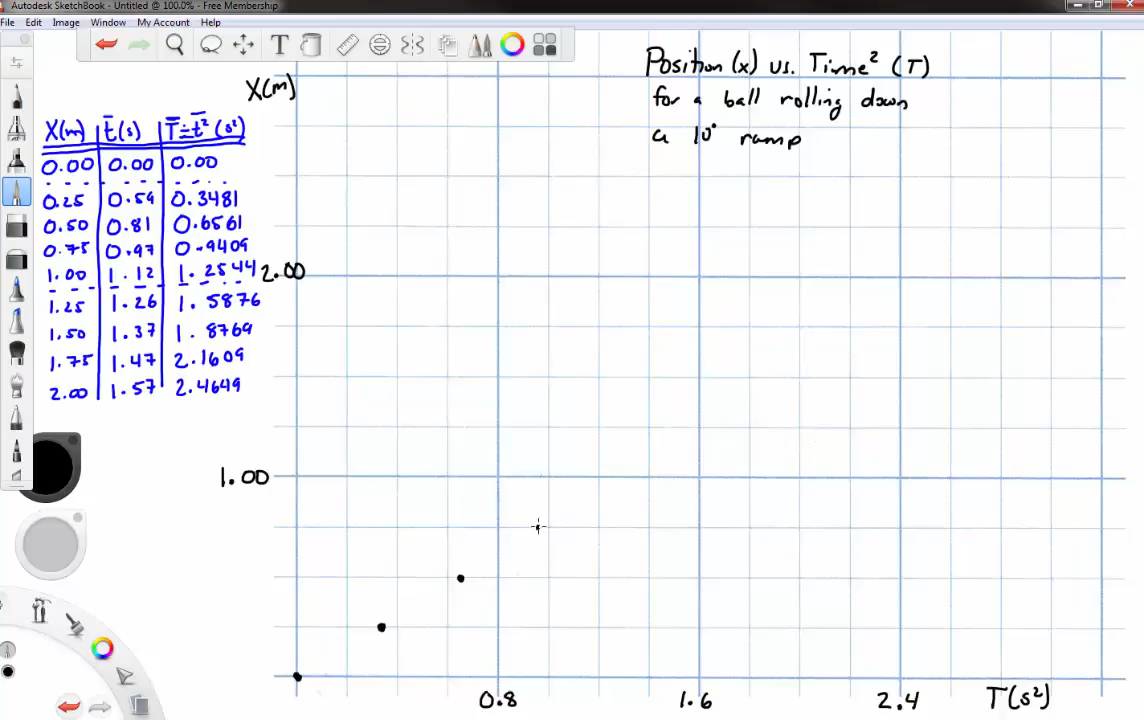 Autodesk SketchBook - Untitled @ 100.0% - Free Membership
File Edit Image Window My Account Help
Position (x) vs. Time² (T)
for a ball rolling down
a 10° ramp
X(m)
X(m) t̄(s) T̄=t̄²(s²)
0.00 0.00 0.00
0.25 0.59 0.3481
0.50 0.81 0.6561
0.75 0.97 0.9409
1.00 1.12 1.2544
1.25 1.26 1.5876
1.50 1.37 1.8769
1.75 1.47 2.1609
2.00 1.57 2.4649
2.00
1.00
0.8 1.6 2.4 T(s²)